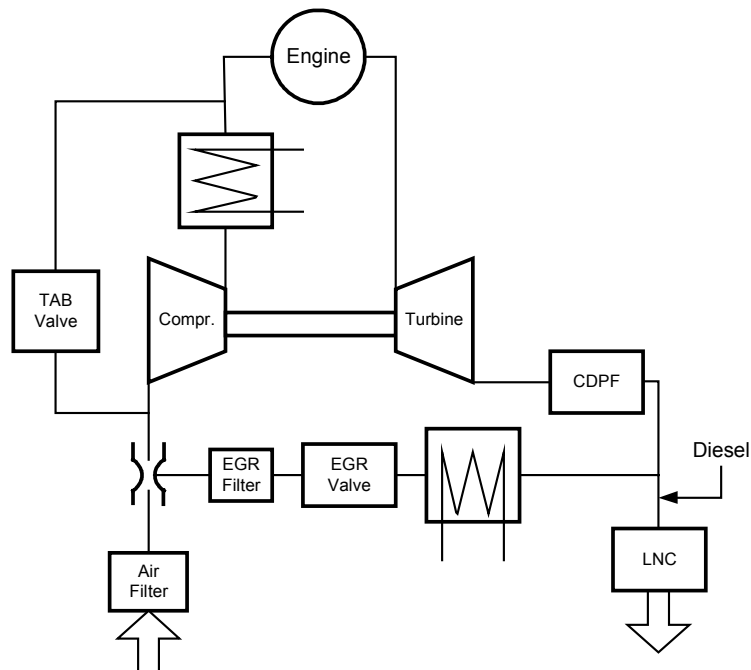 Engine
TAB
Valve
Compr.
Turbine
CDPF
EGR
Filter
EGR
Valve
Diesel
Air
Filter
LNC